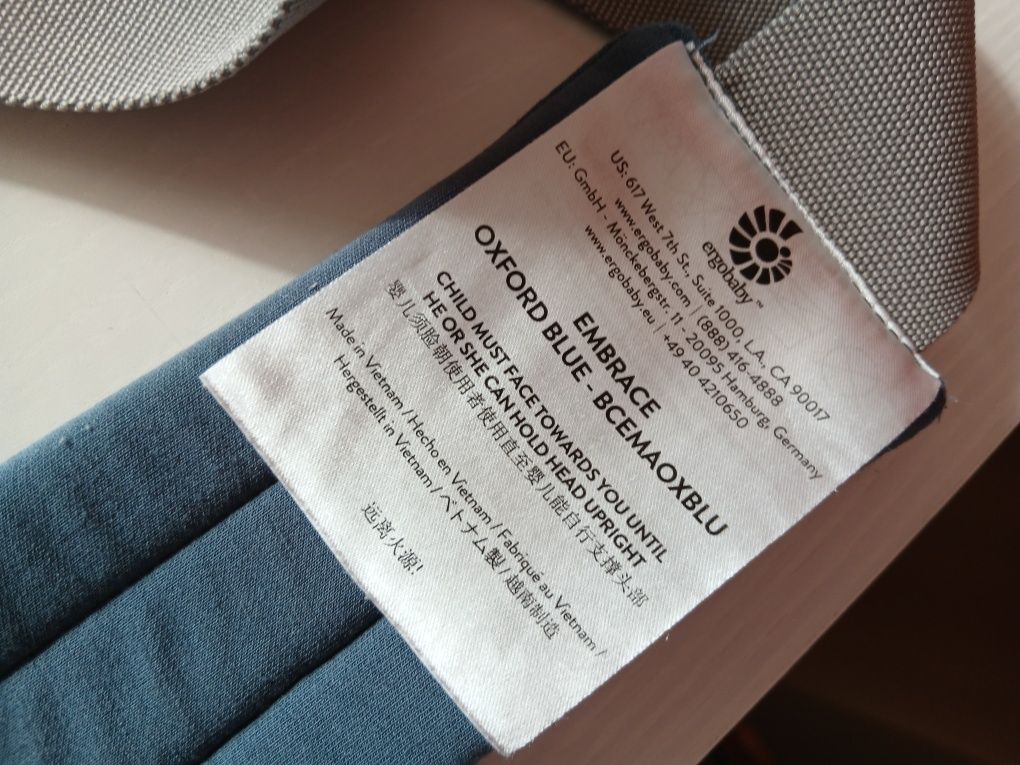 ergobaby™
US: 617 West 7th St., Suite 1000, L.A., CA 90017
www.ergobaby.com | (888) 416-4888
EU: GmbH - Mönckebergstr. 11 - 20095 Hamburg, Germany
www.ergobaby.eu | +49 40 4210650
EMBRACE
OXFORD BLUE - BCEMAOXBLU
CHILD MUST FACE TOWARDS YOU UNTIL
HE OR SHE CAN HOLD HEAD UPRIGHT
婴儿须脸朝使用者使用直至婴儿能自行支撑头部
Made in Vietnam / Hecho en Vietnam / Fabriqué au Vietnam /
Hergestellt in Vietnam / ベトナム製 / 越南制造
远离火源!